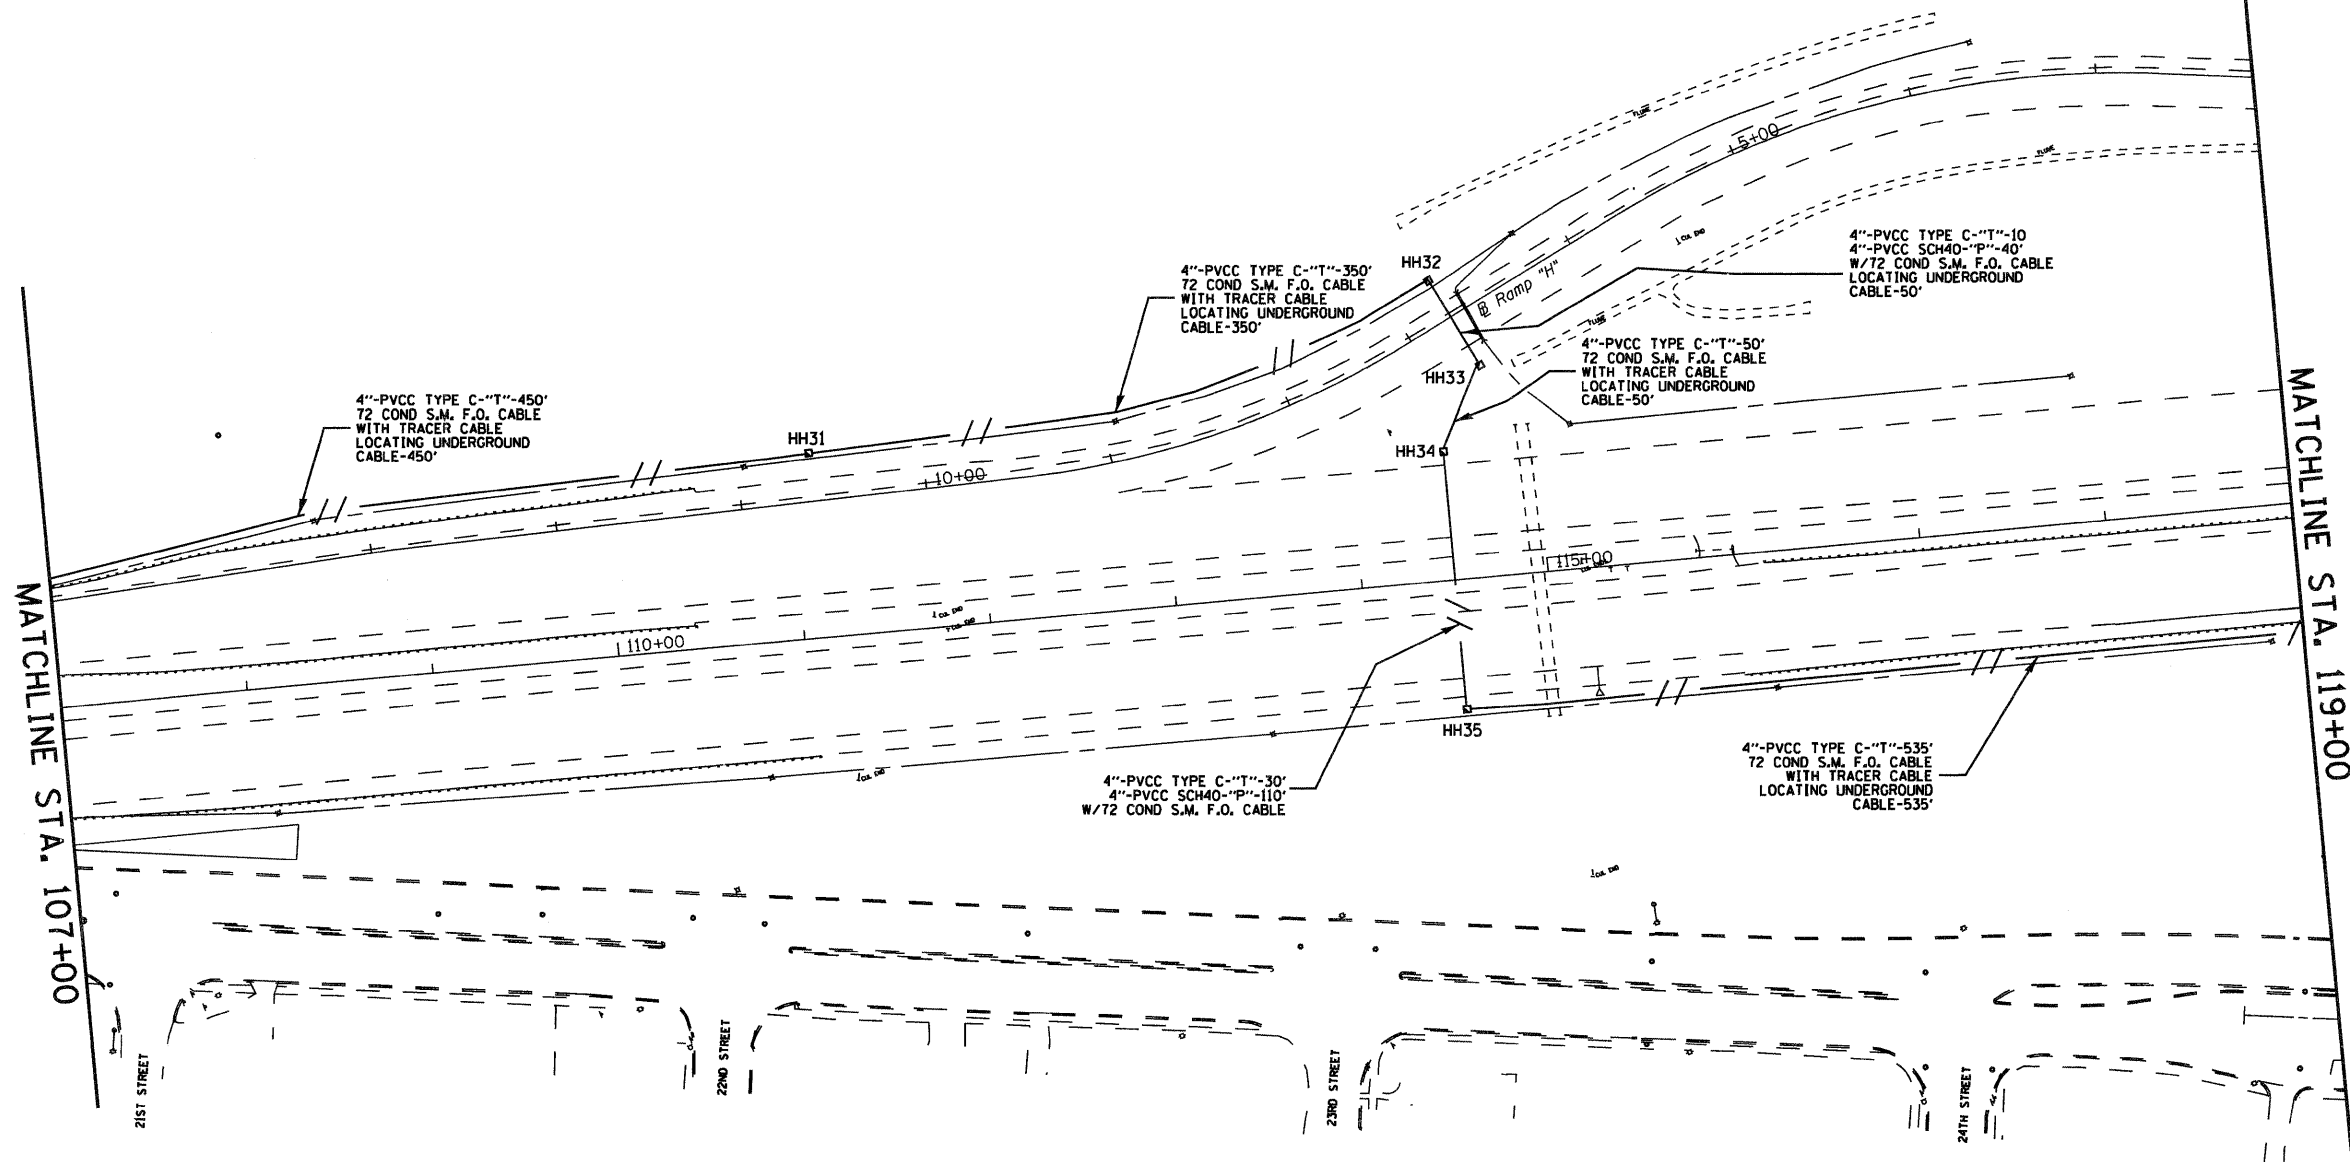 FLUME
5+00
FLUME
4"-PVCC TYPE C-"T"-10
4"-PVCC SCH40-"P"-40'
W/72 COND S.M. F.O. CABLE
LOCATING UNDERGROUND
CABLE-50'
HH32
4"-PVCC TYPE C-"T"-350'
72 COND S.M. F.O. CABLE
WITH TRACER CABLE
LOCATING UNDERGROUND
CABLE-350'
B Ramp "H"
FLUME
4"-PVCC TYPE C-"T"-50'
72 COND S.M. F.O. CABLE
WITH TRACER CABLE
LOCATING UNDERGROUND
CABLE-50'
HH33
4"-PVCC TYPE C-"T"-450'
72 COND S.M. F.O. CABLE
WITH TRACER CABLE
LOCATING UNDERGROUND
CABLE-450'
HH31
HH34
10+00
115+00
110+00
MATCHLINE STA. 107+00
MATCHLINE STA. 119+00
HH35
4"-PVCC TYPE C-"T"-30'
4"-PVCC SCH40-"P"-110'
W/72 COND S.M. F.O. CABLE
4"-PVCC TYPE C-"T"-535'
72 COND S.M. F.O. CABLE
WITH TRACER CABLE
LOCATING UNDERGROUND
CABLE-535'
21ST STREET
22ND STREET
23RD STREET
24TH STREET